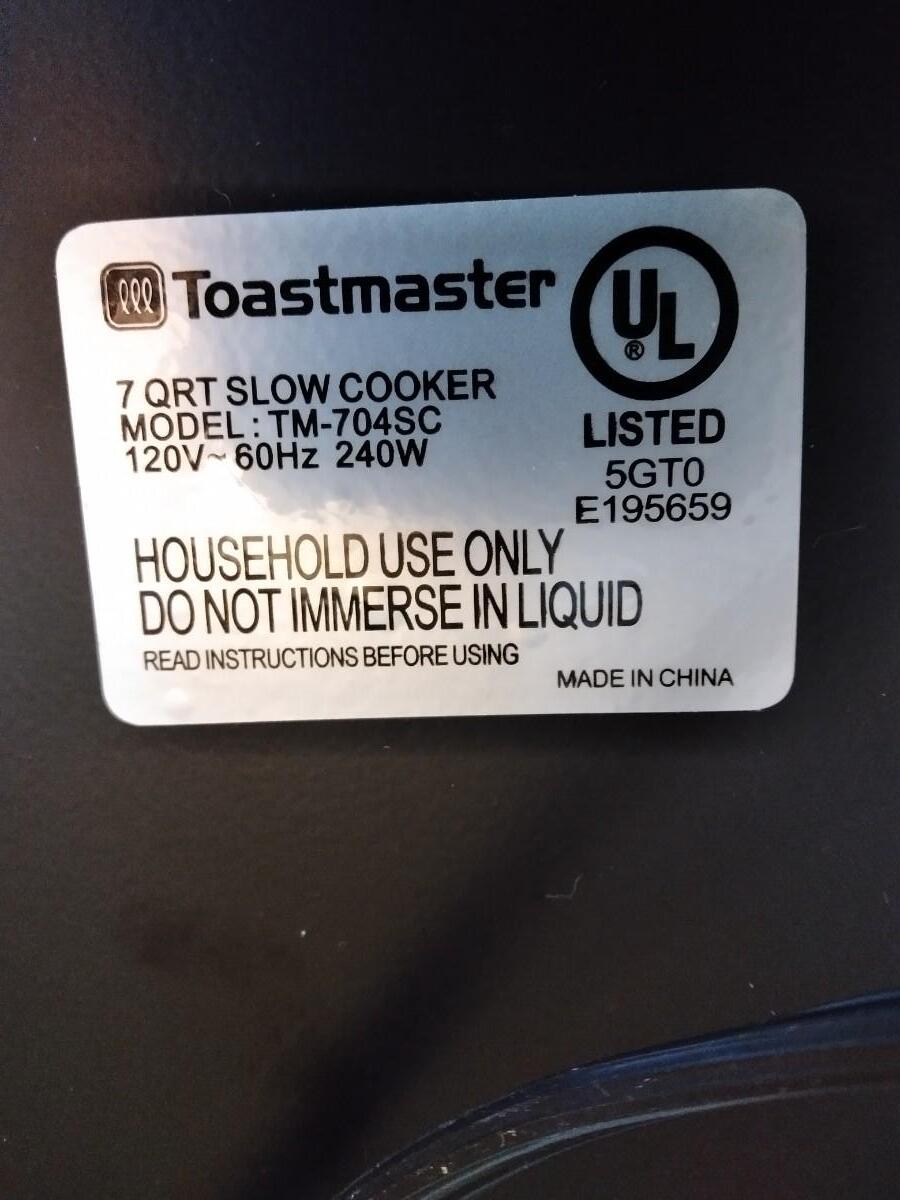 Toastmaster
7 QRT SLOW COOKER
MODEL : TM-704SC
120V~ 60Hz 240W
UL
®
LISTED
5GT0
E195659
HOUSEHOLD USE ONLY
DO NOT IMMERSE IN LIQUID
READ INSTRUCTIONS BEFORE USING
MADE IN CHINA